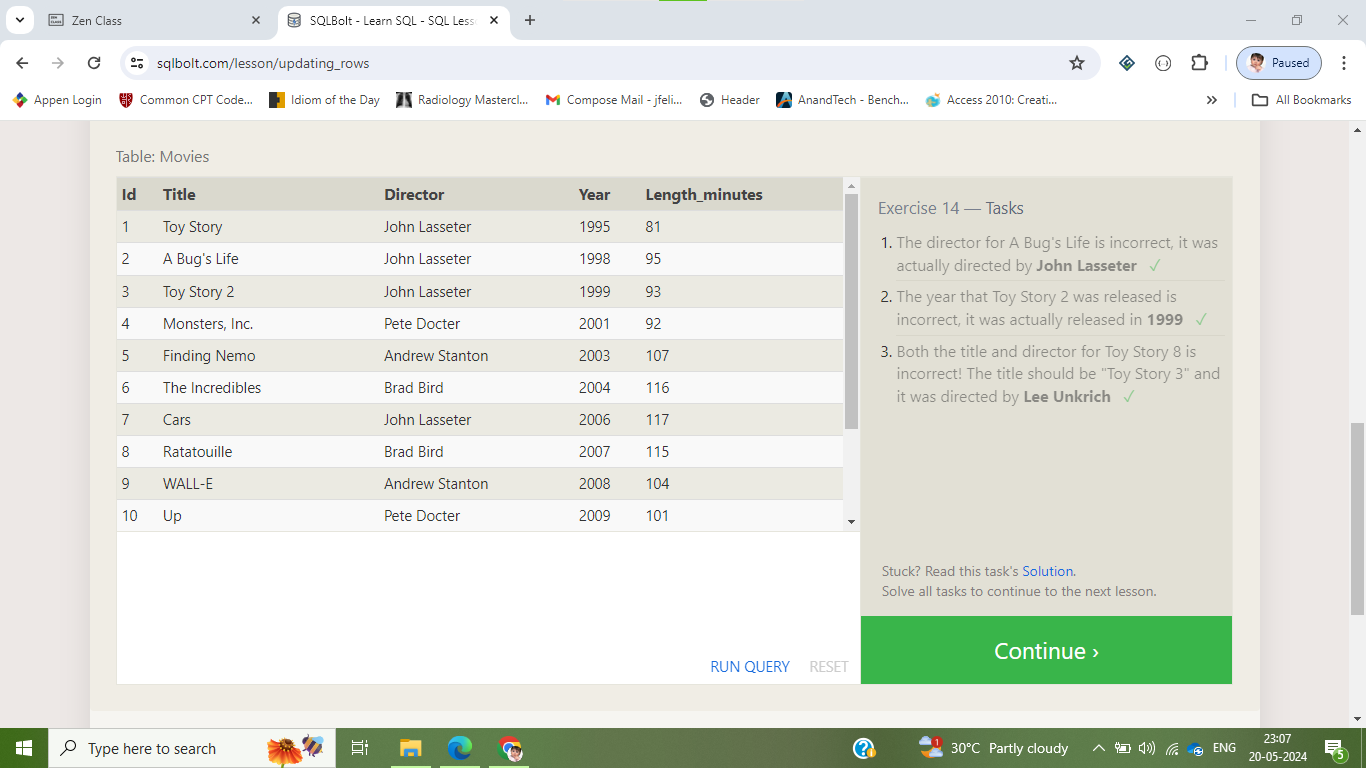 Zen Class
SQLBolt - Learn SQL - SQL Less
sqlbolt.com/lesson/updating_rows
Paused
Appen Login
Common CPT Code...
Idiom of the Day
Radiology Mastercl...
Compose Mail - jfeli...
Header
AnandTech - Bench...
Access 2010: Creati...
All Bookmarks
Table: Movies
Id Title Director Year Length_minutes
1 Toy Story John Lasseter 1995 81
2 A Bug's Life John Lasseter 1998 95
3 Toy Story 2 John Lasseter 1999 93
4 Monsters, Inc. Pete Docter 2001 92
5 Finding Nemo Andrew Stanton 2003 107
6 The Incredibles Brad Bird 2004 116
7 Cars John Lasseter 2006 117
8 Ratatouille Brad Bird 2007 115
9 WALL-E Andrew Stanton 2008 104
10 Up Pete Docter 2009 101
RUN QUERY RESET
Exercise 14 — Tasks
1. The director for A Bug's Life is incorrect, it was
actually directed by John Lasseter ✓
2. The year that Toy Story 2 was released is
incorrect, it was actually released in 1999 ✓
3. Both the title and director for Toy Story 8 is
incorrect! The title should be "Toy Story 3" and
it was directed by Lee Unkrich ✓
Stuck? Read this task's Solution.
Solve all tasks to continue to the next lesson.
Continue ›
Type here to search
1
30°C Partly cloudy
ENG
23:07
20-05-2024
5